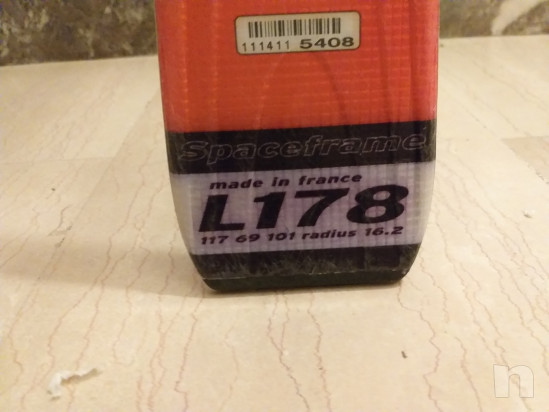 111411 5408
Spaceframe
made in france
L178
117 69 101 radius 16.2
n